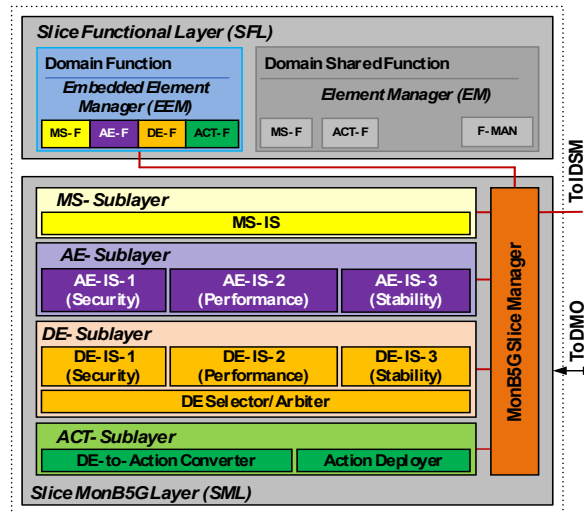 Slice Functional Layer (SFL)
Domain Function
Embedded Element
Manager (EEM)
MS-F
AE-F
DE-F
ACT-F
Domain Shared Function
Element Manager (EM)
MS-F
ACT-F
F-MAN
To IDSM
MS-Sublayer
MS-IS
AE-Sublayer
AE-IS-1
(Security)
AE-IS-2
(Performance)
AE-IS-3
(Stability)
DE-Sublayer
DE-IS-1
(Security)
DE-IS-2
(Performance)
DE-IS-3
(Stability)
DE Selector/Arbiter
ACT-Sublayer
DE-to-Action Converter
Action Deployer
MonB5G Slice Manager
To DMO
Slice MonB5G Layer (SML)